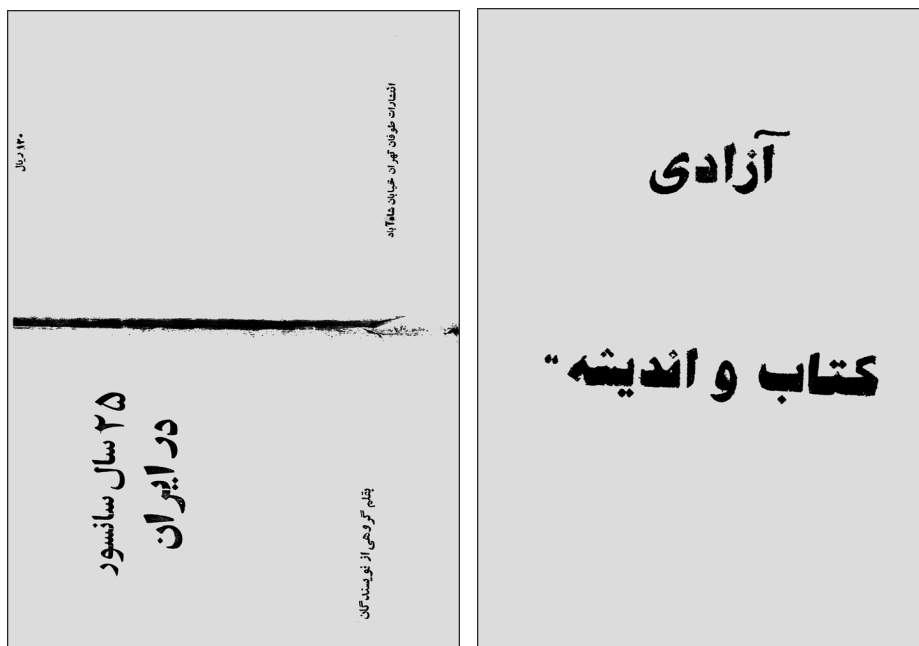 ۱۳۰ ریال
انتشارات طوفان تهران خیابان شاه‌آباد
۲۵ سال سانسور
در ایران
بقلم گروهی از نویسندگان
آزادی
کتاب و اندیشه"